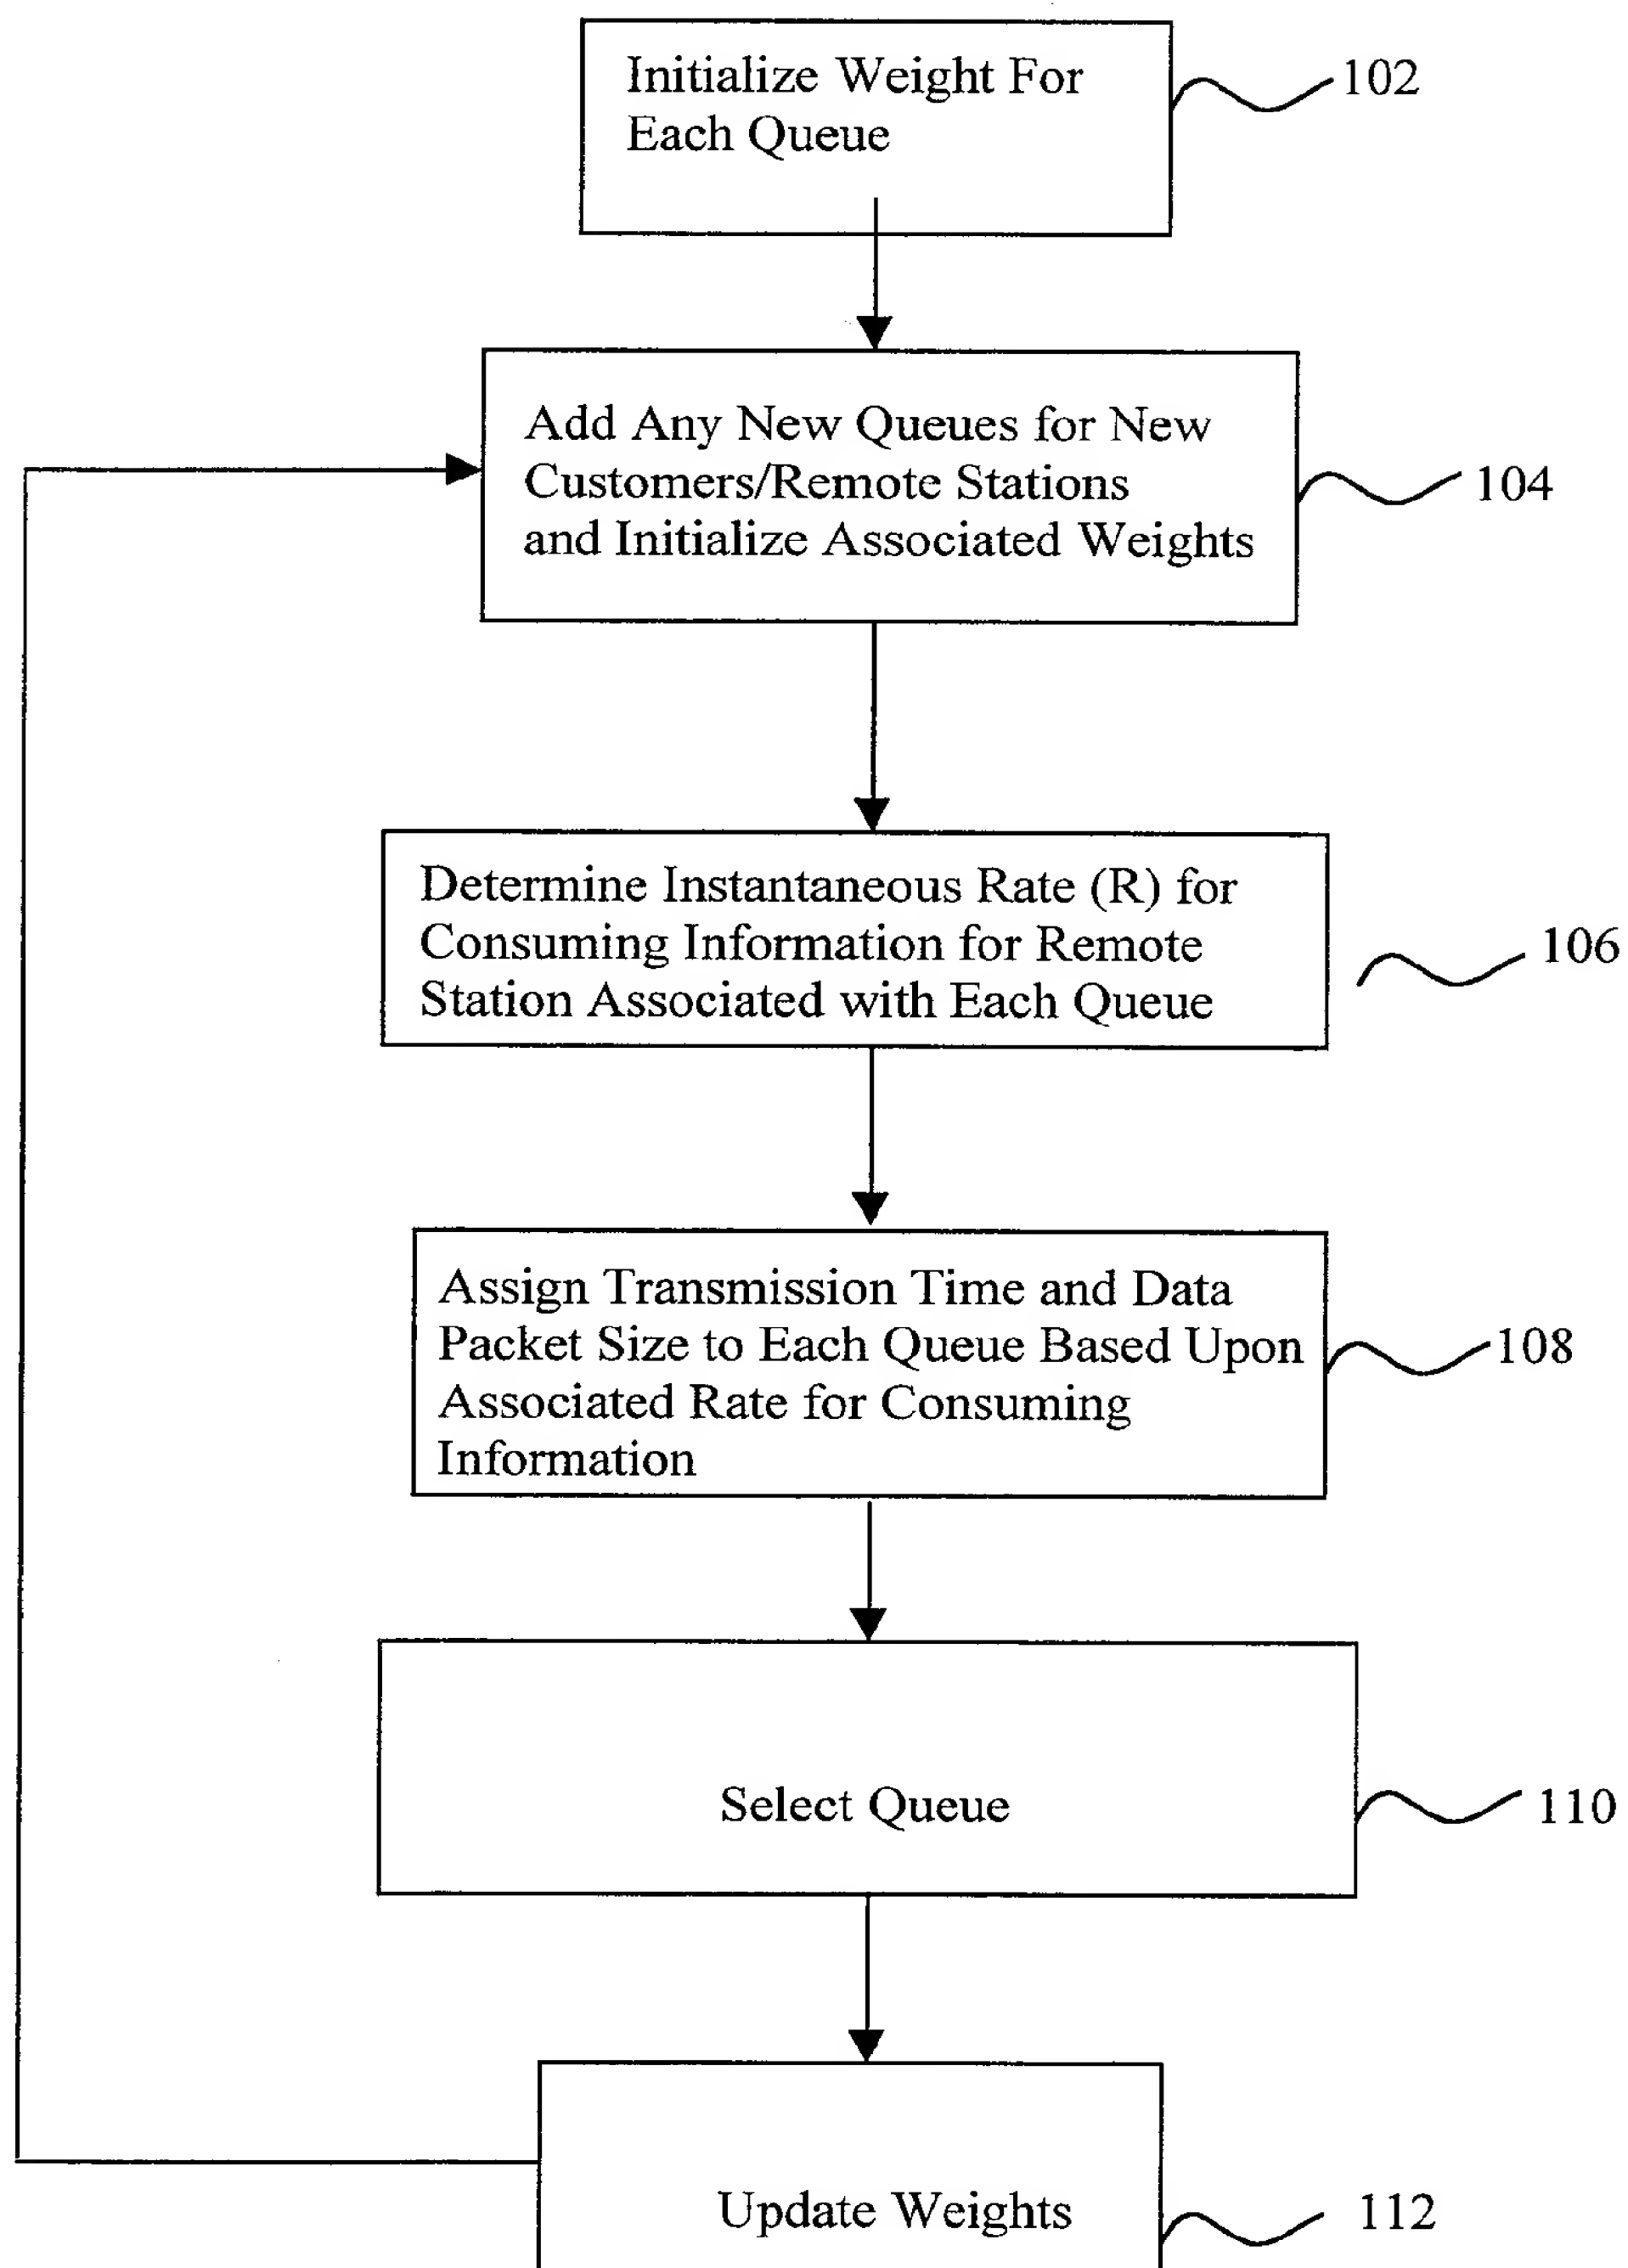 Initialize Weight For
Each Queue
102
Add Any New Queues for New
Customers/Remote Stations
and Initialize Associated Weights
104
Determine Instantaneous Rate (R) for
Consuming Information for Remote
Station Associated with Each Queue
106
Assign Transmission Time and Data
Packet Size to Each Queue Based Upon
Associated Rate for Consuming
Information
108
Select Queue
110
Update Weights
112